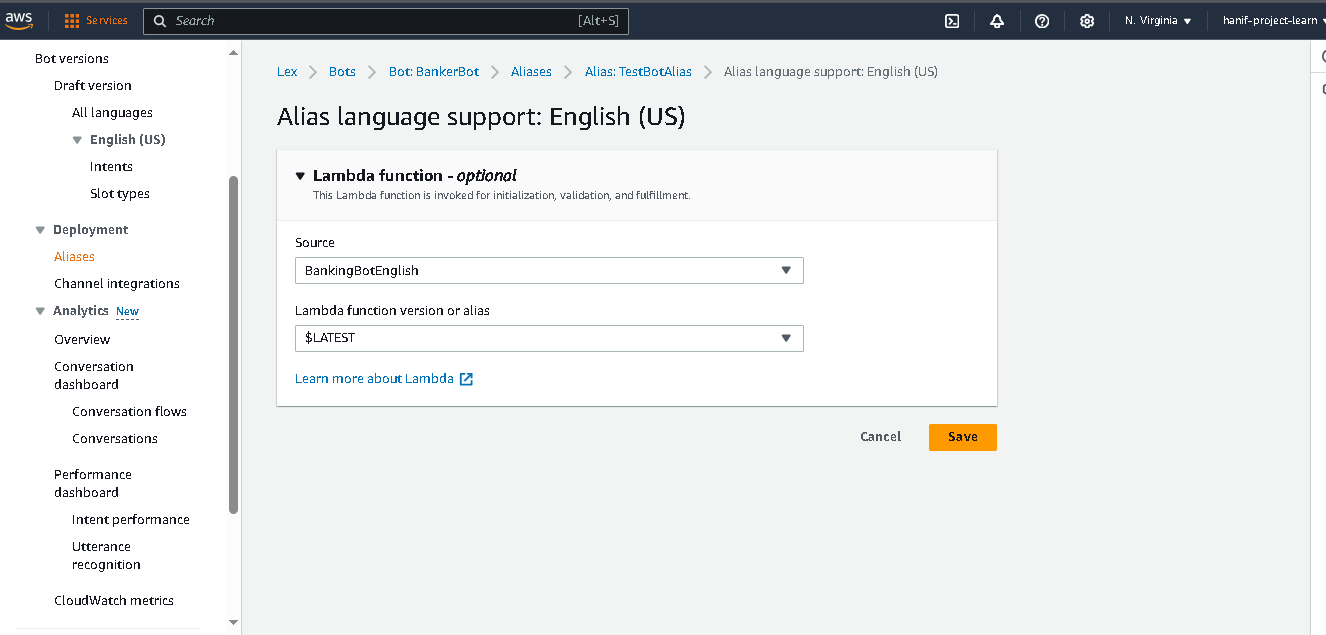 aws
Services
Search
[Alt+S]
N. Virginia
hanif-project-learn
Bot versions
Draft version
All languages
English (US)
Intents
Slot types
Deployment
Aliases
Channel integrations
Analytics New
Overview
Conversation
dashboard
Conversation flows
Conversations
Performance
dashboard
Intent performance
Utterance
recognition
CloudWatch metrics
Lex > Bots > Bot: BankerBot > Aliases > Alias: TestBotAlias > Alias language support: English (US)
Alias language support: English (US)
Lambda function - optional
This Lambda function is invoked for initialization, validation, and fulfillment.
Source
BankingBotEnglish
Lambda function version or alias
$LATEST
Learn more about Lambda
Cancel
Save